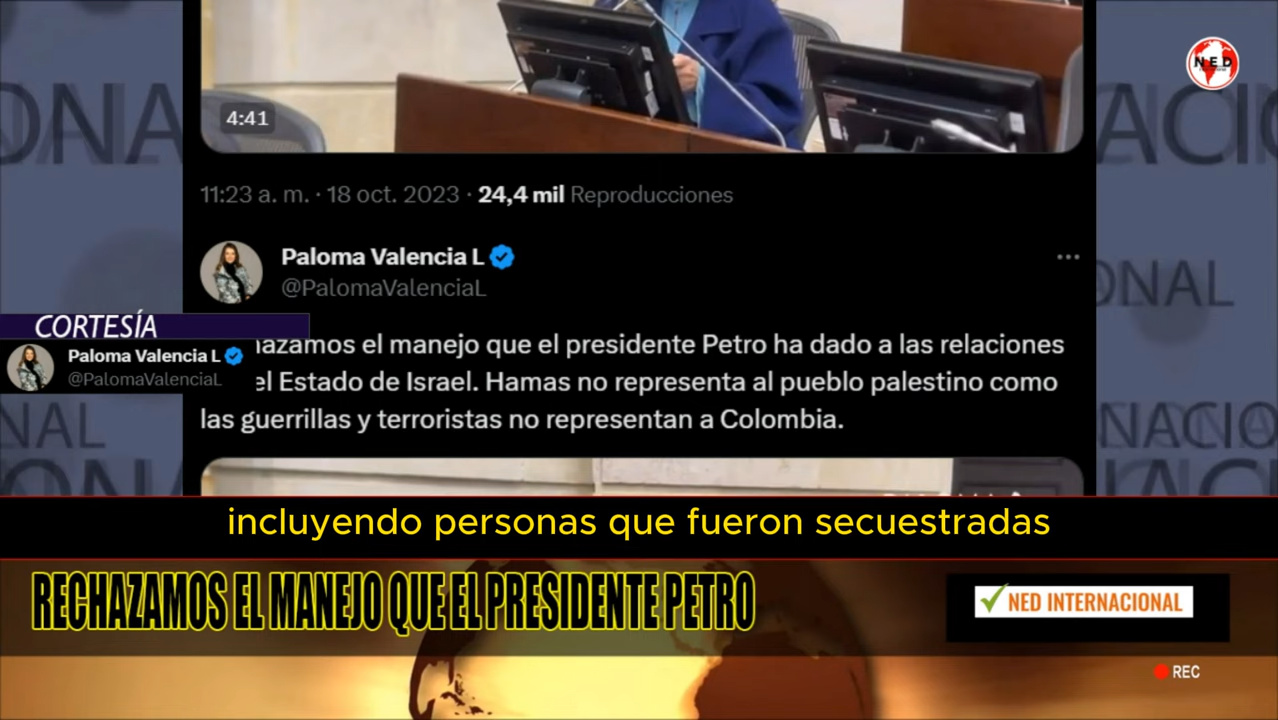 NED
4:41
11:23 a. m. · 18 oct. 2023 · 24,4 mil Reproducciones
Paloma Valencia L
@PalomaValenciaL
CORTESÍA
Paloma Valencia L
@PalomaValenciaL
el manejo que el presidente Petro ha dado a las relaciones
el Estado de Israel. Hamas no representa al pueblo palestino como
las guerrillas y terroristas no representan a Colombia.
incluyendo personas que fueron secuestradas
RECHAZAMOS EL MANEJO QUE EL PRESIDENTE PETRO
NED INTERNACIONAL
REC